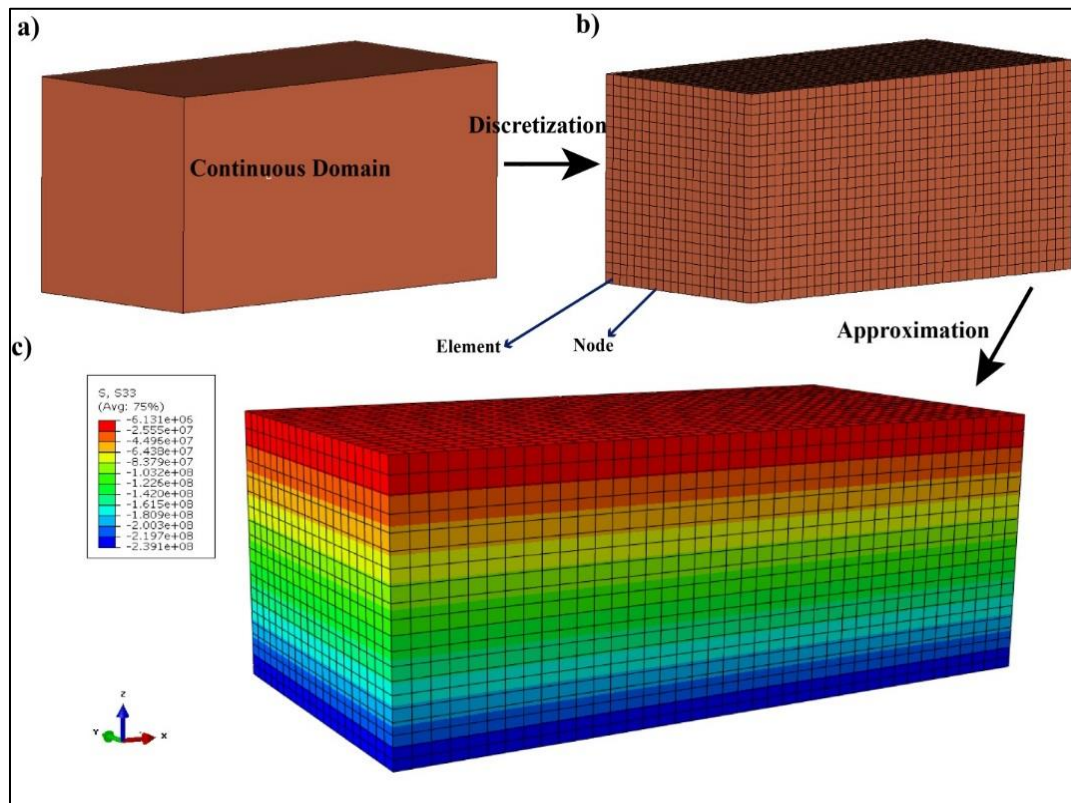 a)
b)
Continuous Domain
Discretization
Element
Node
Approximation
c)
S, S33
(Avg: 75%)
-6.131e+06
-2.555e+07
-4.496e+07
-6.438e+07
-8.379e+07
-1.032e+08
-1.226e+08
-1.420e+08
-1.615e+08
-1.809e+08
-2.003e+08
-2.197e+08
-2.391e+08
Z
Y
X